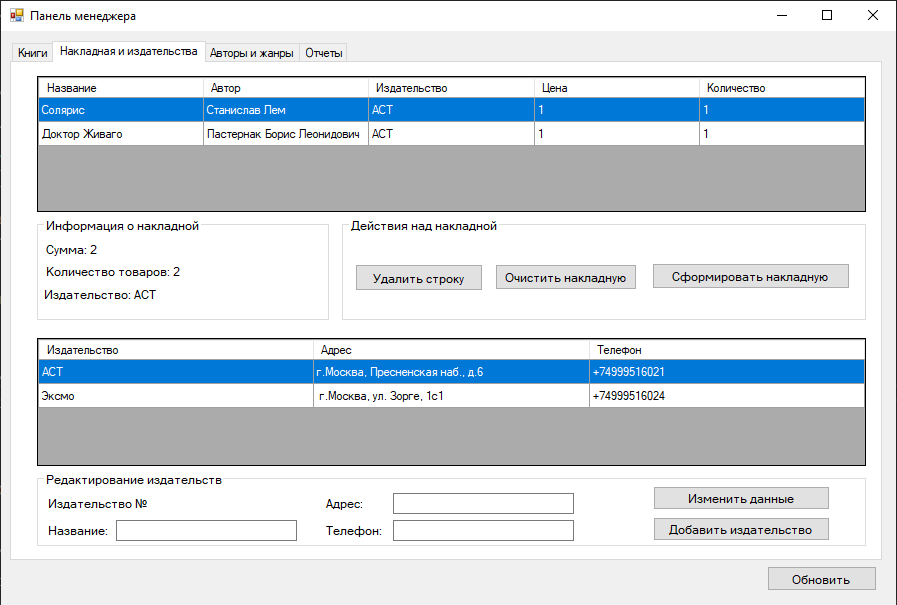 Панель менеджера
Книги Накладная и издательства Авторы и жанры Отчеты
Название Автор Издательство Цена Количество
Солярис Станислав Лем АСТ 1 1
Доктор Живаго Пастернак Борис Леонидович АСТ 1 1
Информация о накладной
Сумма: 2
Количество товаров: 2
Издательство: АСТ
Действия над накладной
Удалить строку Очистить накладную Сформировать накладную
Издательство Адрес Телефон
АСТ г.Москва, Пресненская наб., д.6 +74999516021
Эксмо г.Москва, ул. Зорге, 1с1 +74999516024
Редактирование издательств
Издательство № Адрес: Изменить данные
Название: Телефон: Добавить издательство
Обновить